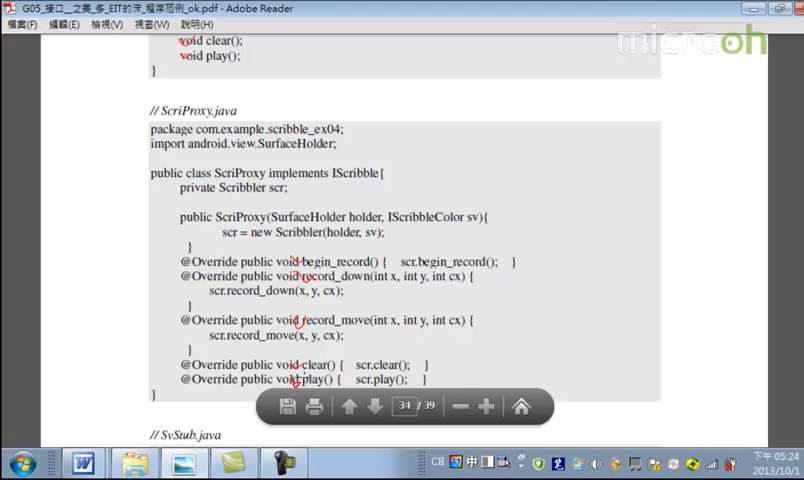 G05_接口__之美_多_EIT的深_程序范例_ok.pdf - Adobe Reader
檔案(F) 編輯(E) 檢視(V) 視窗(W) 說明(H)
microoh
void clear();
void play();
}
// ScriProxy.java
package com.example.scribble_ex04;
import android.view.SurfaceHolder;
public class ScriProxy implements IScribble{
private Scribbler scr;
public ScriProxy(SurfaceHolder holder, IScribbleColor sv){
scr = new Scribbler(holder, sv);
}
@Override public void begin_record() { scr.begin_record(); }
@Override public void record_down(int x, int y, int cx) {
scr.record_down(x, y, cx);
}
@Override public void record_move(int x, int y, int cx) {
scr.record_move(x, y, cx);
}
@Override public void clear() { scr.clear(); }
@Override public void play() { scr.play(); }
}
34 / 39
// SvStub.java
CH 中 下午 05:24
2013/10/1